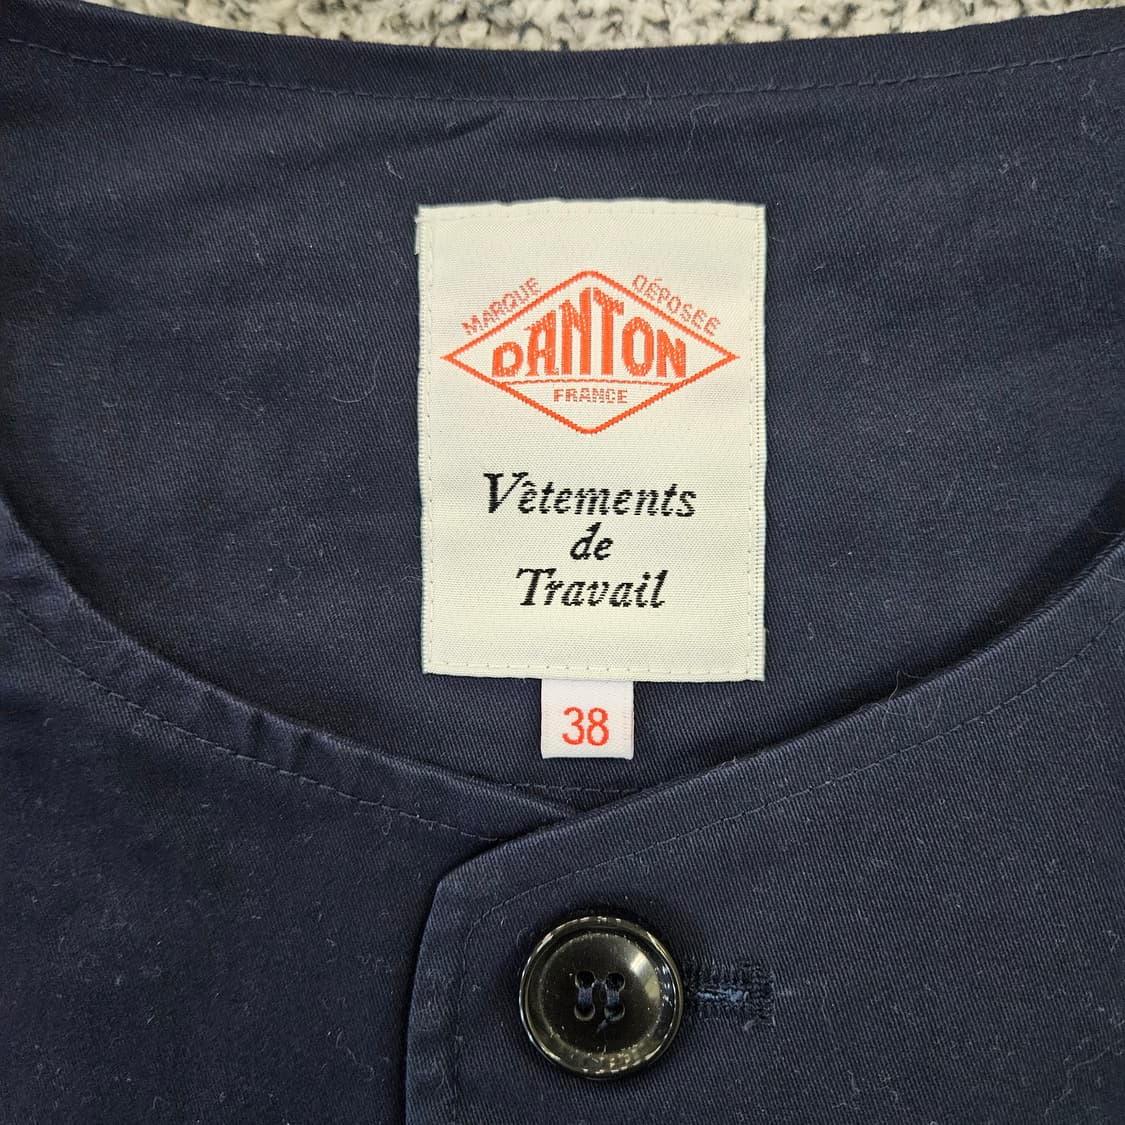 MARQUE DÉPOSÉE
DANTON
FRANCE
Vêtements
de
Travail
38